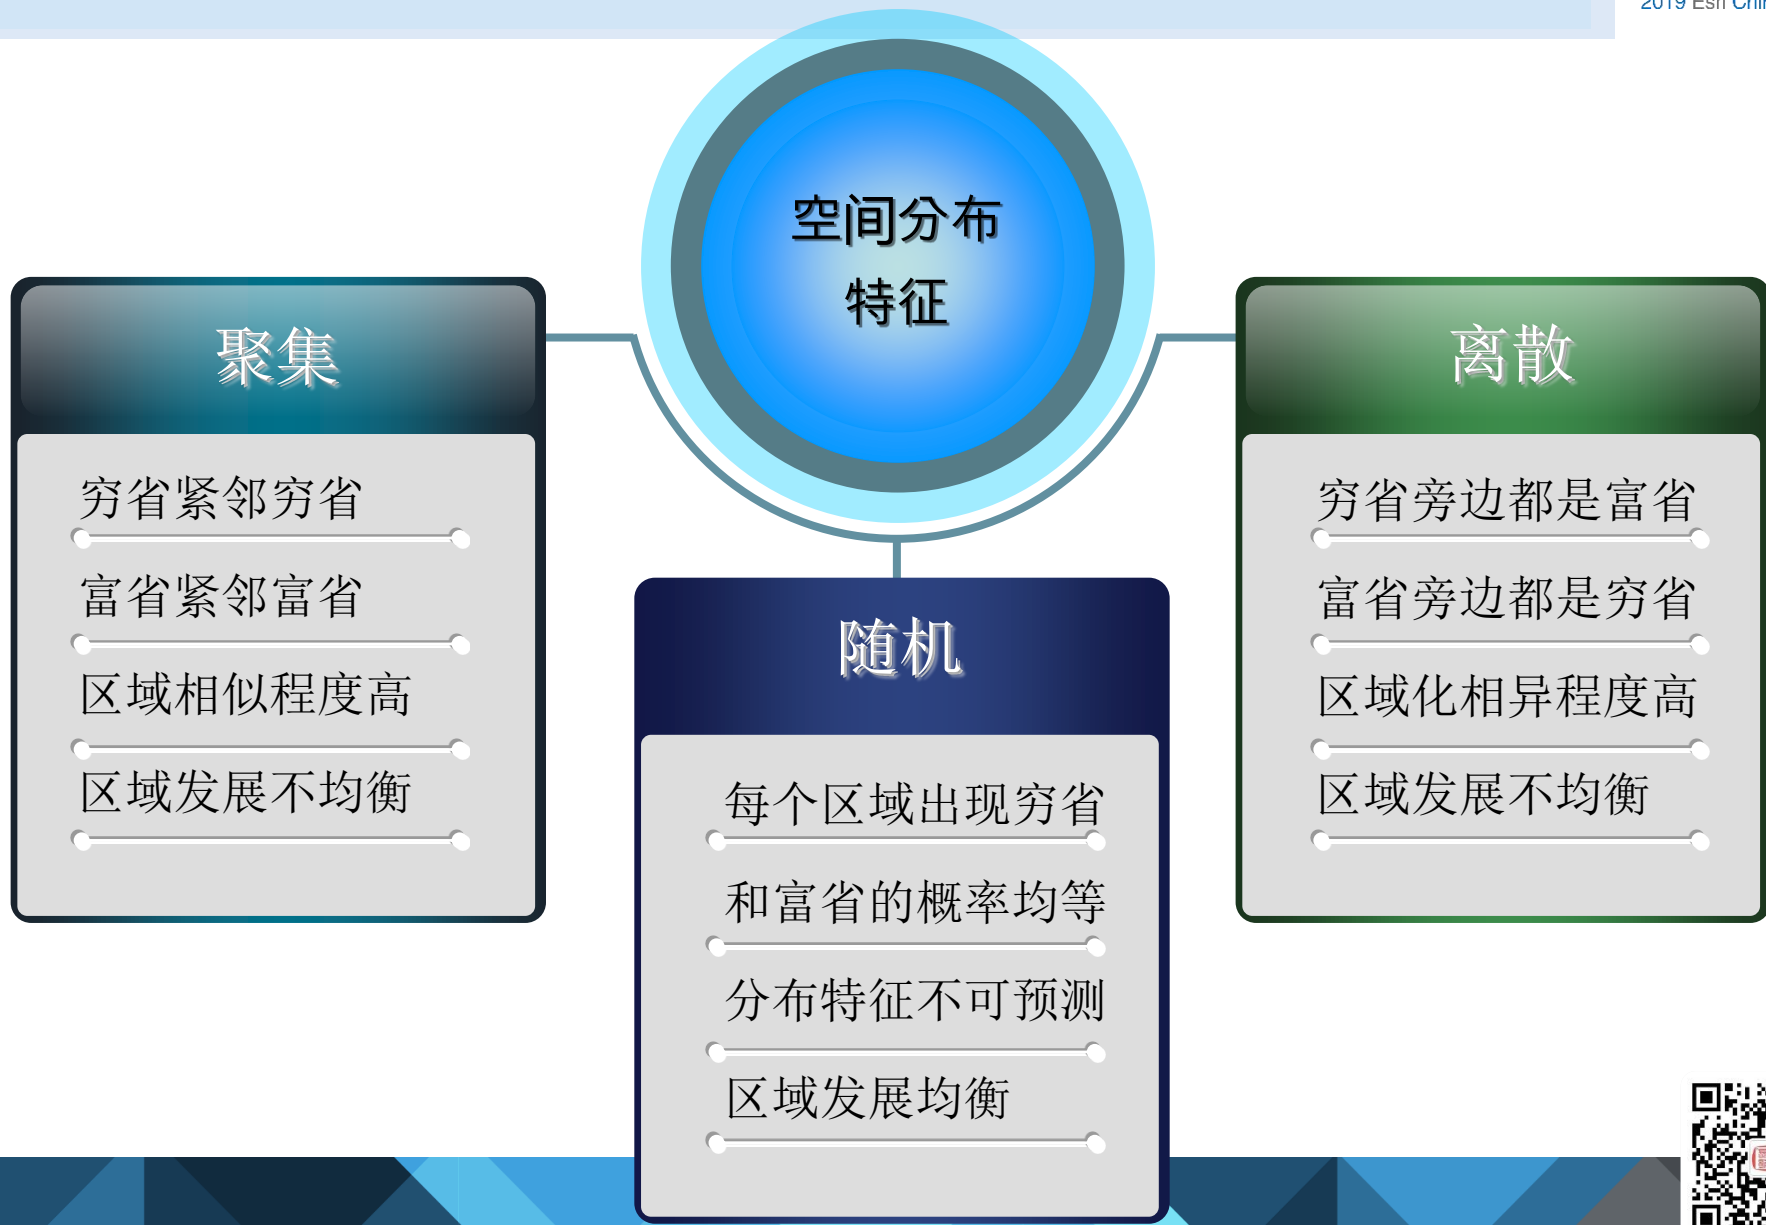 2019 Esri
空间分布
特征
聚集
穷省紧邻穷省
富省紧邻富省
区域相似程度高
区域发展不均衡
随机
每个区域出现穷省
和富省的概率均等
分布特征不可预测
区域发展均衡
离散
穷省旁边都是富省
富省旁边都是穷省
区域化相异程度高
区域发展不均衡